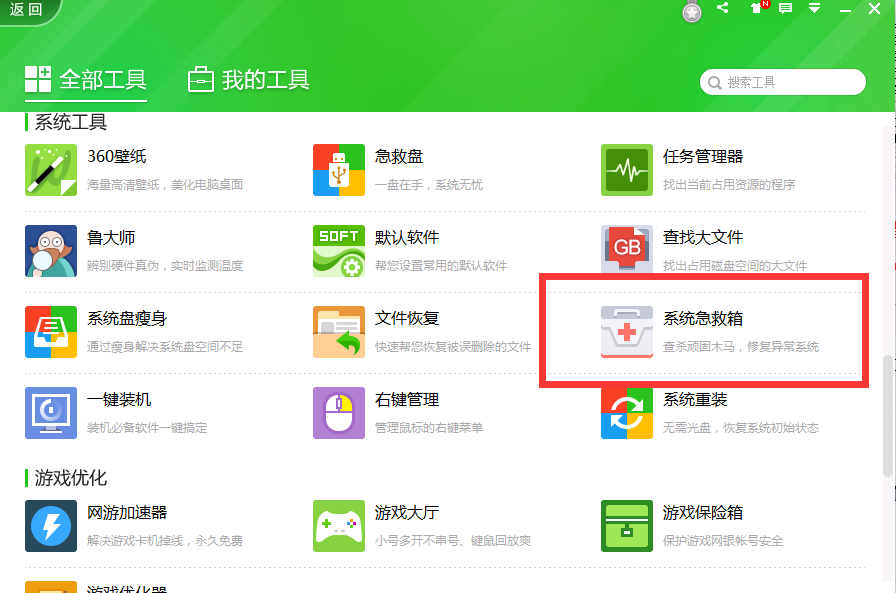 返回
N
全部工具
我的工具
搜索工具
系统工具
360壁纸
海量高清壁纸，美化电脑桌面
急救盘
一盘在手，系统无忧
任务管理器
找出当前占用资源的程序
鲁大师
辨别硬件真伪，实时监测温度
SOFT
默认软件
帮您设置常用的默认软件
GB
查找大文件
找出占用磁盘空间的大文件
系统盘瘦身
通过瘦身解决系统盘空间不足
文件恢复
快速帮您恢复被误删除的文件
系统急救箱
查杀顽固木马，修复异常系统
一键装机
装机必备软件一键搞定
右键管理
管理鼠标的右键菜单
系统重装
无需光盘，恢复系统初始状态
游戏优化
网游加速器
解决游戏卡机掉线，永久免费
游戏大厅
小号多开不串号、键鼠回放爽
游戏保险箱
保护游戏网银帐号安全
游戏优化器